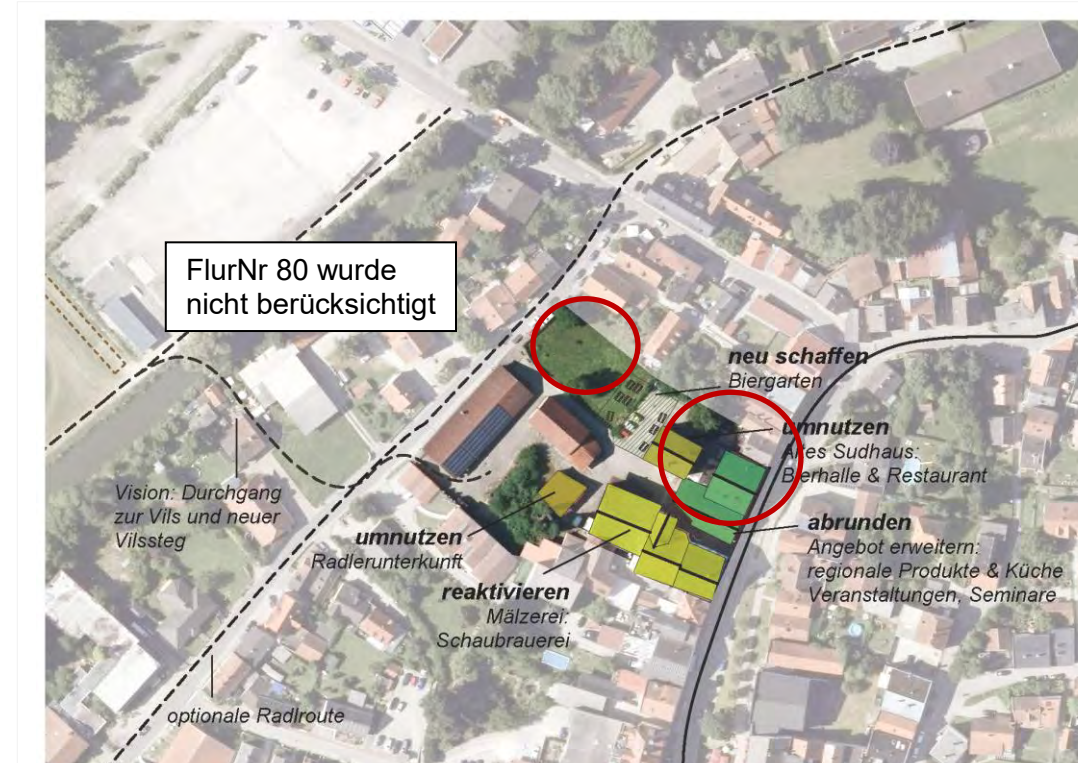 FlurNr 80 wurde
nicht berücksichtigt
neu schaffen
Biergarten
umnutzen
Altes Sudhaus:
Bierhalle & Restaurant
Vision: Durchgang
zur Vils und neuer
Vilssteg
umnutzen
Radlerunterkunft
abrunden
Angebot erweitern:
regionale Produkte & Küche
Veranstaltungen, Seminare
reaktivieren
Mälzerei:
Schaubrauerei
optionale Radlroute